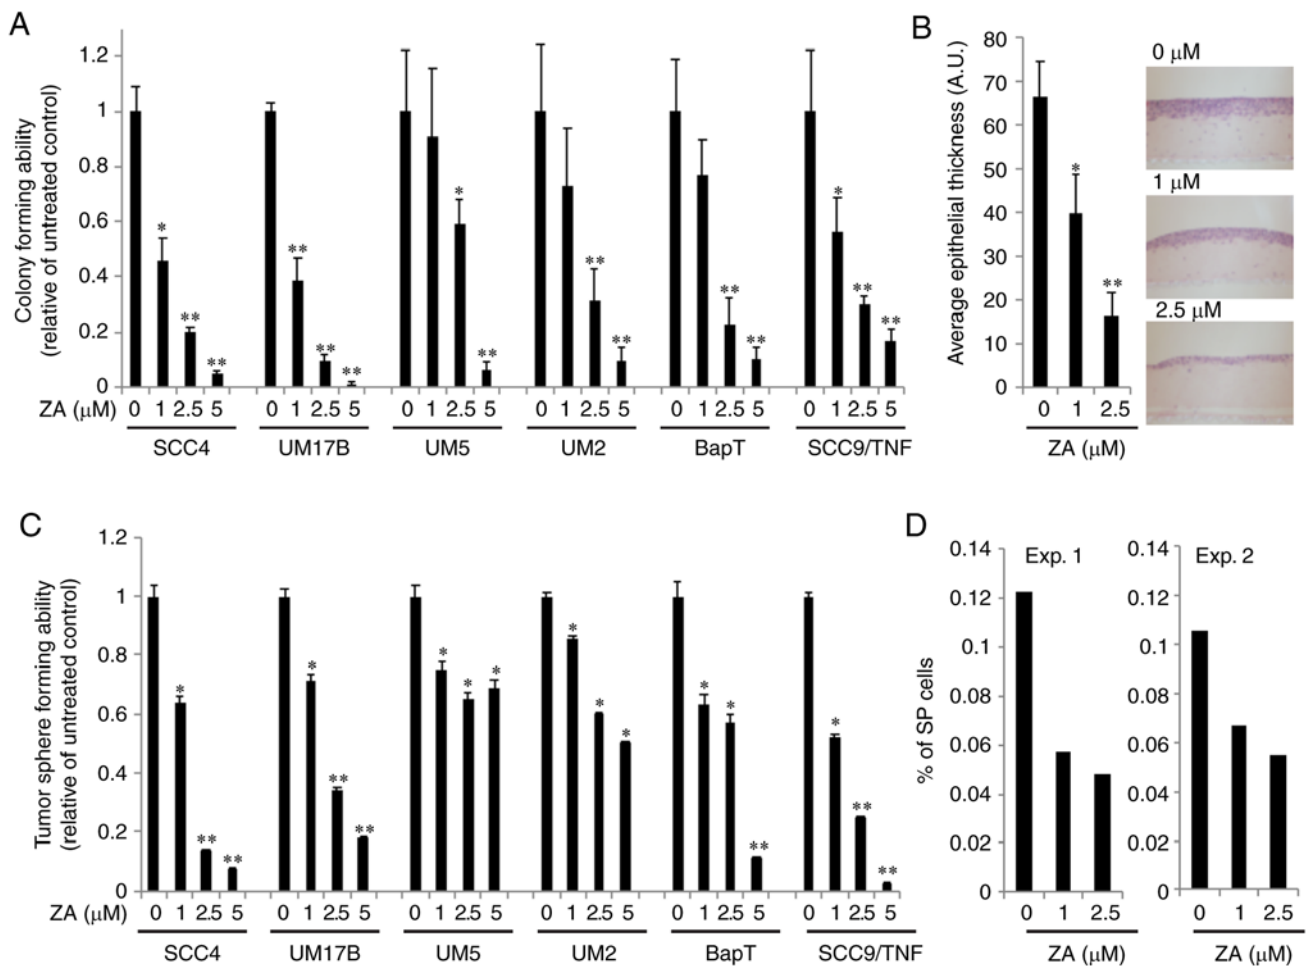 A
Colony forming ability
(relative of untreated control)
1.2
1
0.8
0.6
0.4
0.2
0
* ** ** ** ** ** * ** ** ** ** ** * ** **
ZA (μM) 0 1 2.5 5 0 1 2.5 5 0 1 2.5 5 0 1 2.5 5 0 1 2.5 5 0 1 2.5 5
SCC4 UM17B UM5 UM2 BapT SCC9/TNF
B
Average epithelial thickness (A.U.)
80
70
60
50
40
30
20
10
0
* **
0 1 2.5
ZA (μM)
0 μM
1 μM
2.5 μM
C
Tumor sphere forming ability
(relative of untreated control)
1.2
1
0.8
0.6
0.4
0.2
0
* ** ** * ** ** * * * * * * * * ** * ** **
ZA (μM) 0 1 2.5 5 0 1 2.5 5 0 1 2.5 5 0 1 2.5 5 0 1 2.5 5 0 1 2.5 5
SCC4 UM17B UM5 UM2 BapT SCC9/TNF
D
% of SP cells
Exp. 1
0.14
0.12
0.1
0.08
0.06
0.04
0.02
0
0 1 2.5
ZA (μM)
Exp. 2
0.14
0.12
0.1
0.08
0.06
0.04
0.02
0
0 1 2.5
ZA (μM)